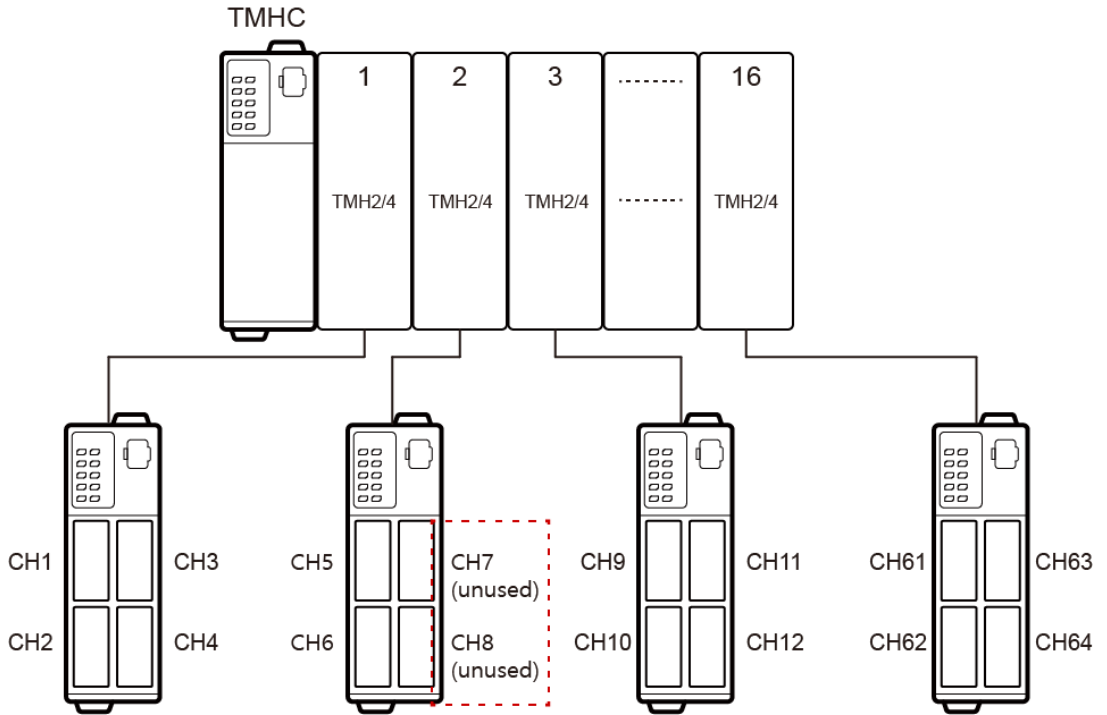 TMHC
1
2
3
16
TMH2/4
TMH2/4
TMH2/4
TMH2/4
CH1
CH3
CH2
CH4
CH5
CH7
(unused)
CH6
CH8
(unused)
CH9
CH11
CH10
CH12
CH61
CH63
CH62
CH64